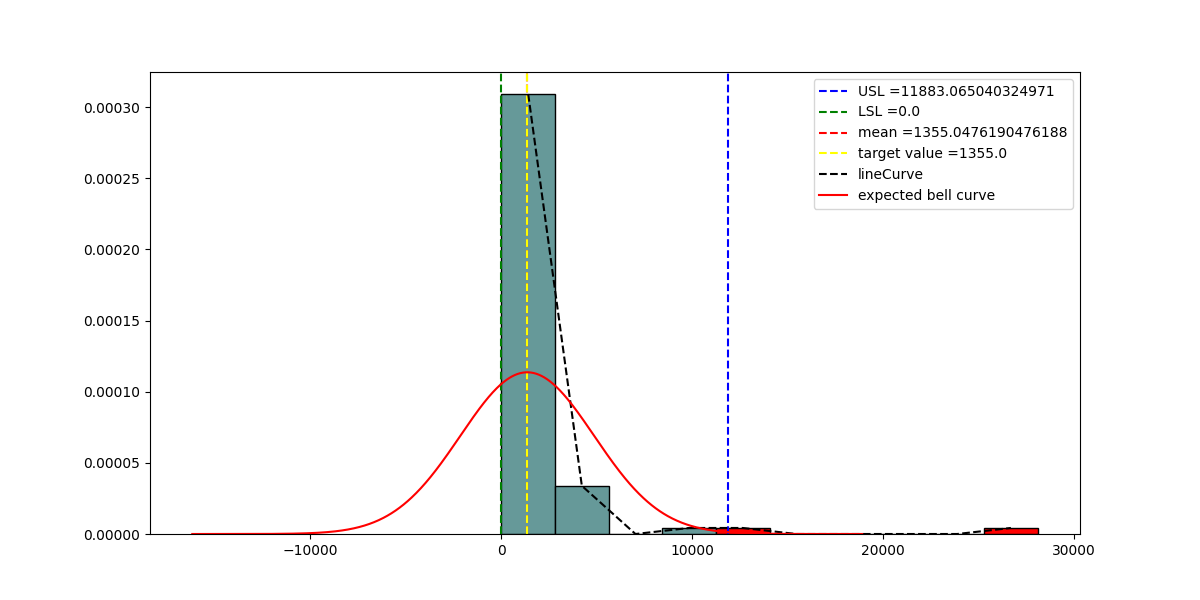 USL =11883.065040324971
LSL =0.0
mean =1355.0476190476188
target value =1355.0
lineCurve
expected bell curve
0.00030
0.00025
0.00020
0.00015
0.00010
0.00005
0.00000
−10000 0 10000 20000 30000